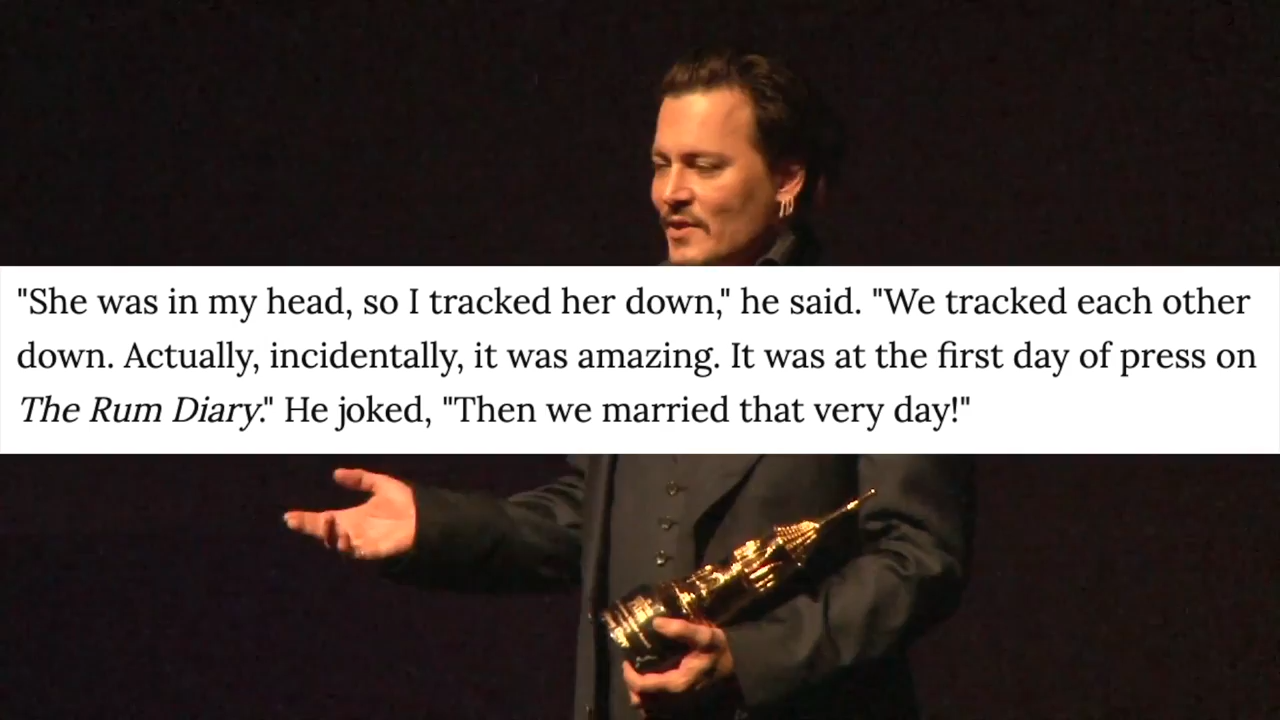 "She was in my head, so I tracked her down," he said. "We tracked each other
down. Actually, incidentally, it was amazing. It was at the first day of press on
The Rum Diary." He joked, "Then we married that very day!"